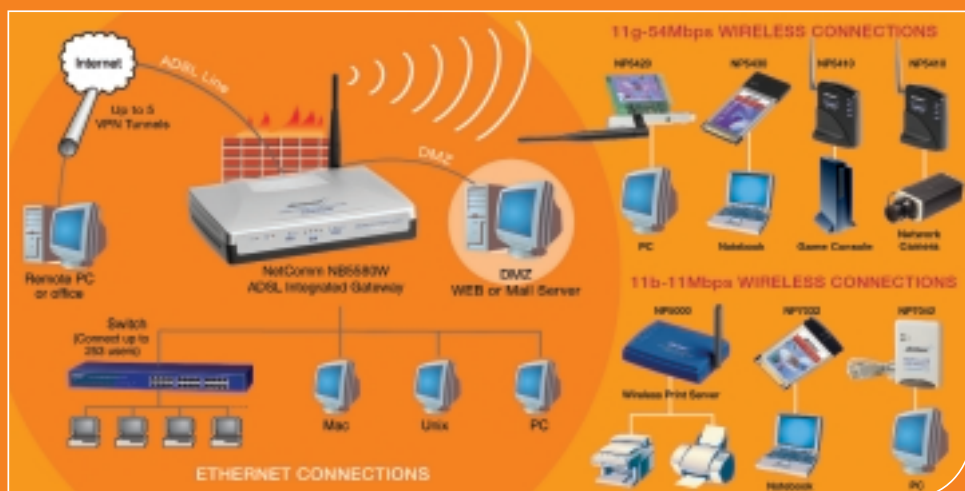 Internet
ADSL Line
Up to 5
VPN Tunnels
Remote PC
or office
NetComm NB5580W
ADSL Integrated Gateway
DMZ
DMZ
WEB or Mail Server
Switch
(Connect up to
253 users)
Mac
Unix
PC
ETHERNET CONNECTIONS
11g-54Mbps WIRELESS CONNECTIONS
NP5420
NP5430
NP5410
NP5410
PC
Notebook
Game Console
Network
Camera
11b-11Mbps WIRELESS CONNECTIONS
Wireless Print Server
NP7042
Notebook
PC